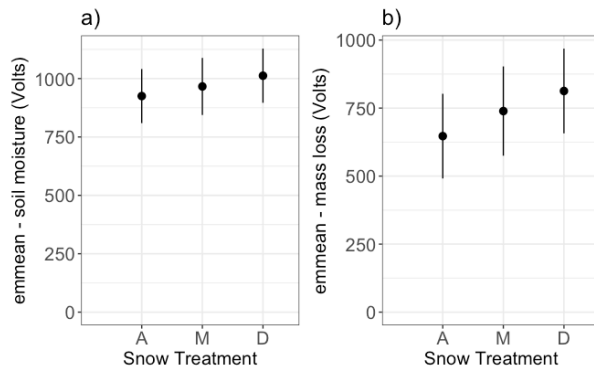 a)
emmean - soil moisture (Volts)
1000
750
500
250
0
A M D
Snow Treatment
b)
emmean - mass loss (Volts)
1000
750
500
250
0
A M D
Snow Treatment